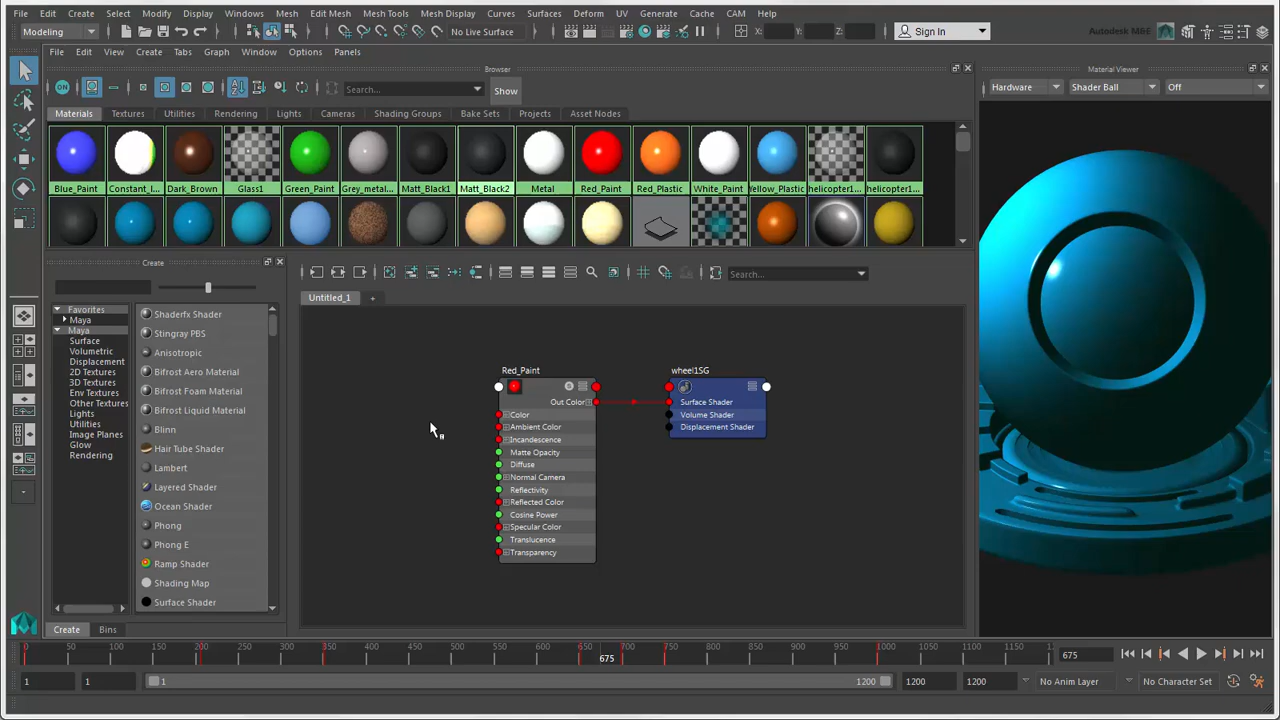 File Edit Create Select Modify Display Windows Mesh Edit Mesh Mesh Tools Mesh Display Curves Surfaces Deform UV Generate Cache CAM Help
Modeling No Live Surface X: Y: Z: Sign In Autodesk M&E
File Edit View Create Tabs Graph Window Options Panels
Browser
Material Viewer
ON Search... Show
Hardware Shader Ball Off
Materials Textures Utilities Rendering Lights Cameras Shading Groups Bake Sets Projects Asset Nodes
Blue_Paint Constant_l... Dark_Brown Glass1 Green_Paint Grey_metal... Matt_Black1 Matt_Black2 Metal Red_Paint Red_Plastic White_Paint Yellow_Plastic helicopter1... helicopter1...
Create
Search...
Untitled_1 +
Favorites
Maya
Maya
Surface
Volumetric
Displacement
2D Textures
3D Textures
Env Textures
Other Textures
Lights
Utilities
Image Planes
Glow
Rendering
Shaderfx Shader
Stingray PBS
Anisotropic
Bifrost Aero Material
Bifrost Foam Material
Bifrost Liquid Material
Blinn
Hair Tube Shader
Lambert
Layered Shader
Ocean Shader
Phong
Phong E
Ramp Shader
Shading Map
Surface Shader
Red_Paint
Out Color
Color
Ambient Color
Incandescence
Matte Opacity
Diffuse
Normal Camera
Reflectivity
Reflected Color
Cosine Power
Specular Color
Translucence
Transparency
wheel1SG
Surface Shader
Volume Shader
Displacement Shader
Create Bins
0 50 100 150 200 250 300 350 400 450 500 550 600 650 700 750 800 850 900 950 1000 1050 1100 1150
675 675
1 1 1 1200 1200 1200 No Anim Layer No Character Set